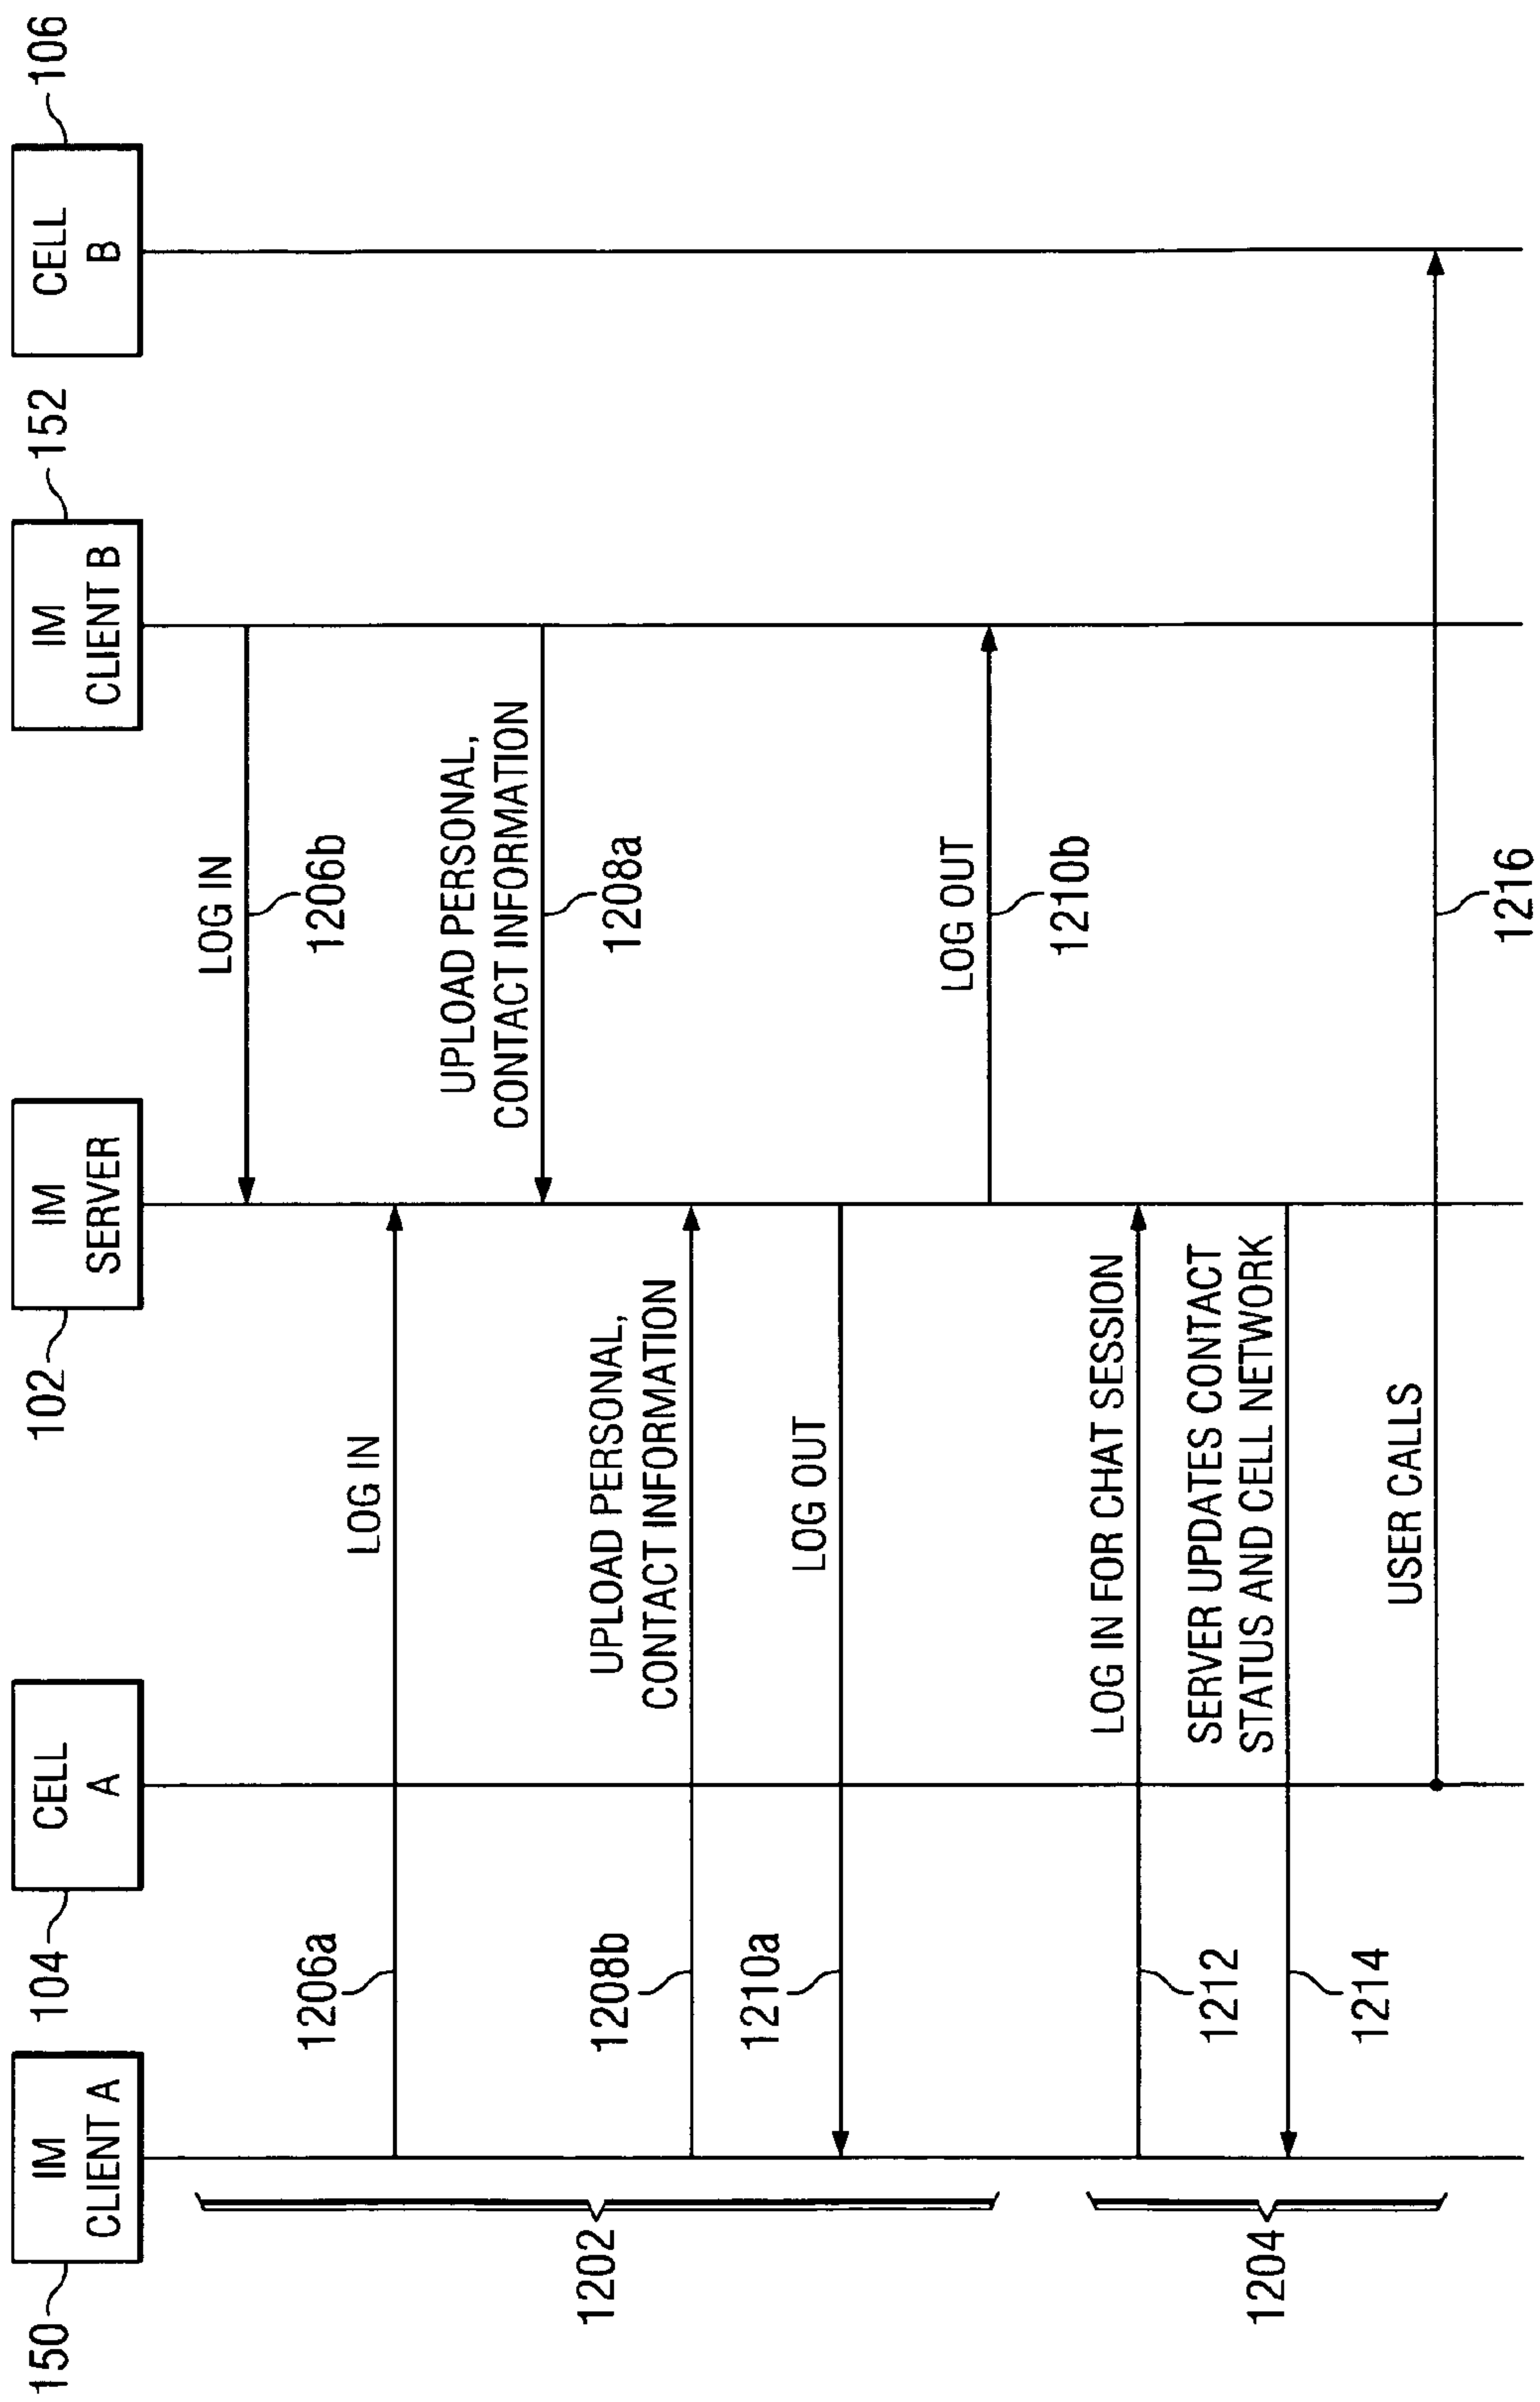 150
IM
CLIENT A
104
CELL
A
102
IM
SERVER
IM
CLIENT B
152
CELL
B
106
LOG IN
1206b
1206a
LOG IN
UPLOAD PERSONAL,
CONTACT INFORMATION
1208a
1202
1208b
UPLOAD PERSONAL,
CONTACT INFORMATION
1210a
LOG OUT
LOG OUT
1210b
LOG IN FOR CHAT SESSION
1212
SERVER UPDATES CONTACT
STATUS AND CELL NETWORK
1204
1214
USER CALLS
1216